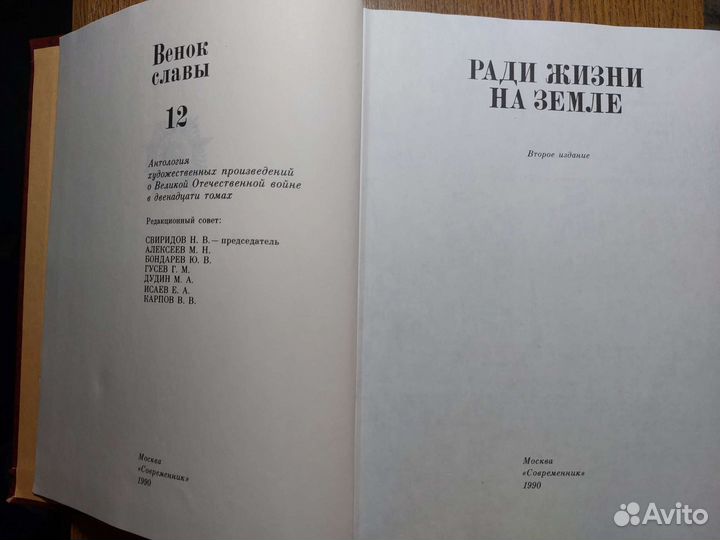 Венок
славы
12
Антология
художественных произведений
о Великой Отечественной войне
в двенадцати томах
Редакционный совет:
СВИРИДОВ Н. В. — председатель
АЛЕКСЕЕВ М. Н.
БОНДАРЕВ Ю. В.
ГУСЕВ Г. М.
ДУДИН М. А.
ИСАЕВ Е. А.
КАРПОВ В. В.
Москва
«Современник»
1990
РАДИ ЖИЗНИ
НА ЗЕМЛЕ
Второе издание
Москва
«Современник»
1990
Avito